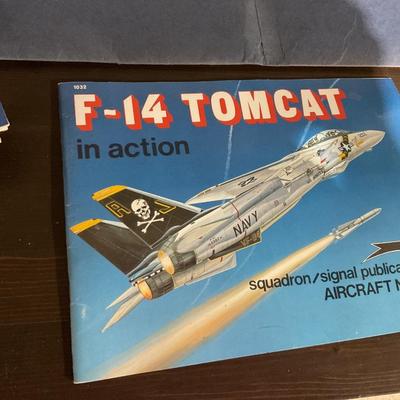 1032
F-14 TOMCAT
in action
NAVY
squadron/signal publica
AIRCRAFT N